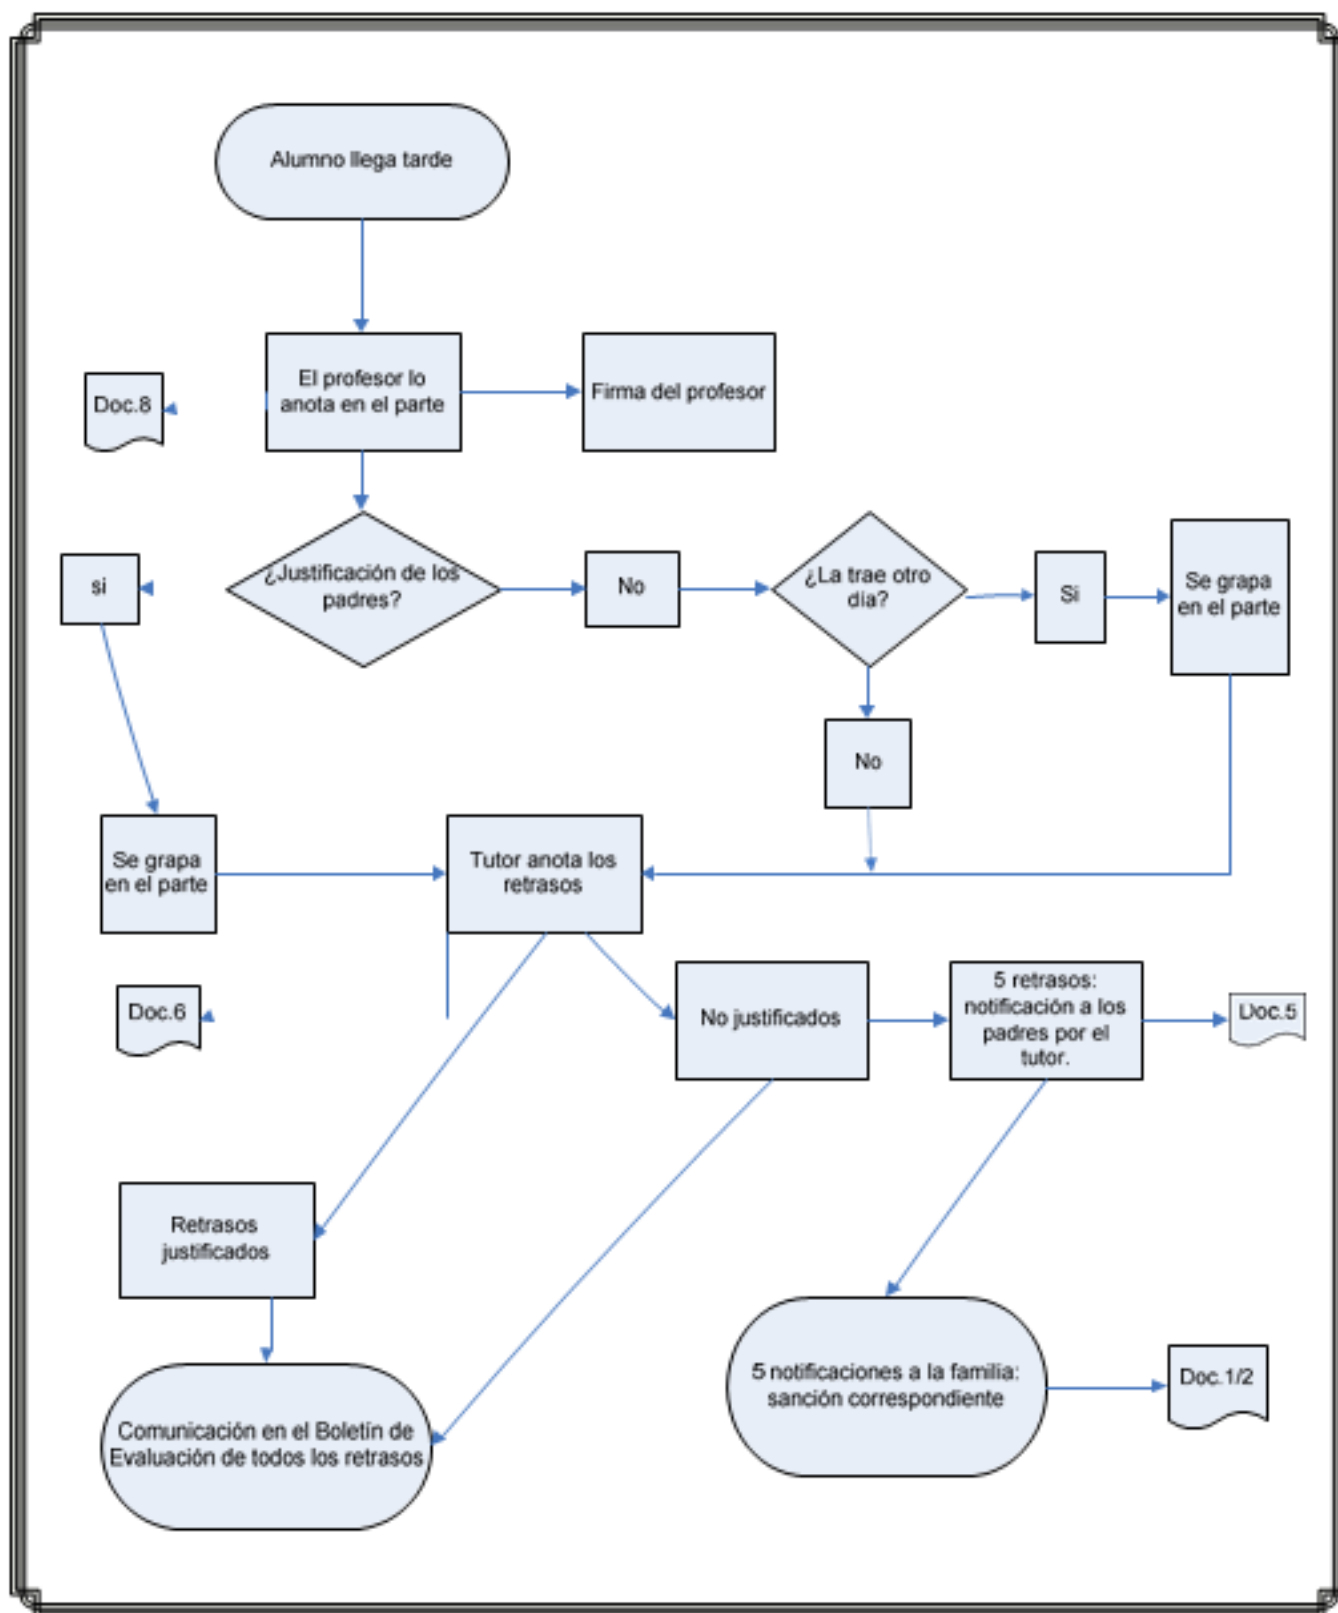 Alumno llega tarde
El profesor lo
anota en el parte
Firma del profesor
Doc.8
¿Justificación de los
padres?
si
No
¿La trae otro
día?
Si
Se grapa
en el parte
No
Se grapa
en el parte
Tutor anota los
retrasos
Doc.6
No justificados
5 retrasos:
notificación a los
padres por el
tutor.
Doc.5
Retrasos
justificados
5 notificaciones a la familia:
sanción correspondiente
Doc.1/2
Comunicación en el Boletín de
Evaluación de todos los retrasos